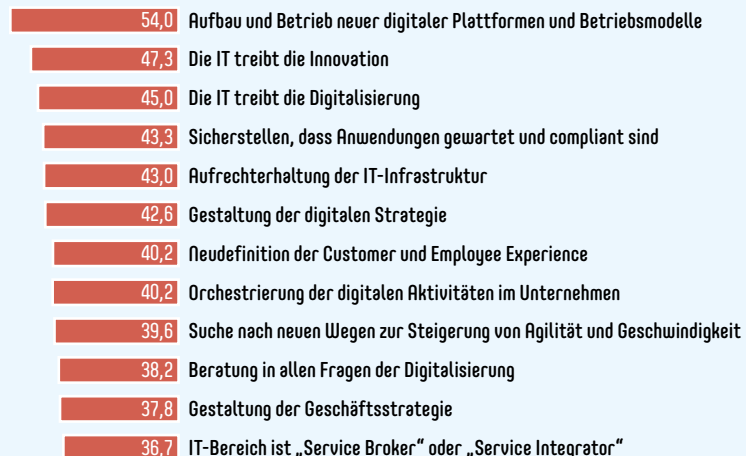 54,0 Aufbau und Betrieb neuer digitaler Plattformen und Betriebsmodelle
47,3 Die IT treibt die Innovation
45,0 Die IT treibt die Digitalisierung
43,3 Sicherstellen, dass Anwendungen gewartet und compliant sind
43,0 Aufrechterhaltung der IT-Infrastruktur
42,6 Gestaltung der digitalen Strategie
40,2 Neudefinition der Customer und Employee Experience
40,2 Orchestrierung der digitalen Aktivitäten im Unternehmen
39,6 Suche nach neuen Wegen zur Steigerung von Agilität und Geschwindigkeit
38,2 Beratung in allen Fragen der Digitalisierung
37,8 Gestaltung der Geschäftsstrategie
36,7 IT-Bereich ist „Service Broker“ oder „Service Integrator“